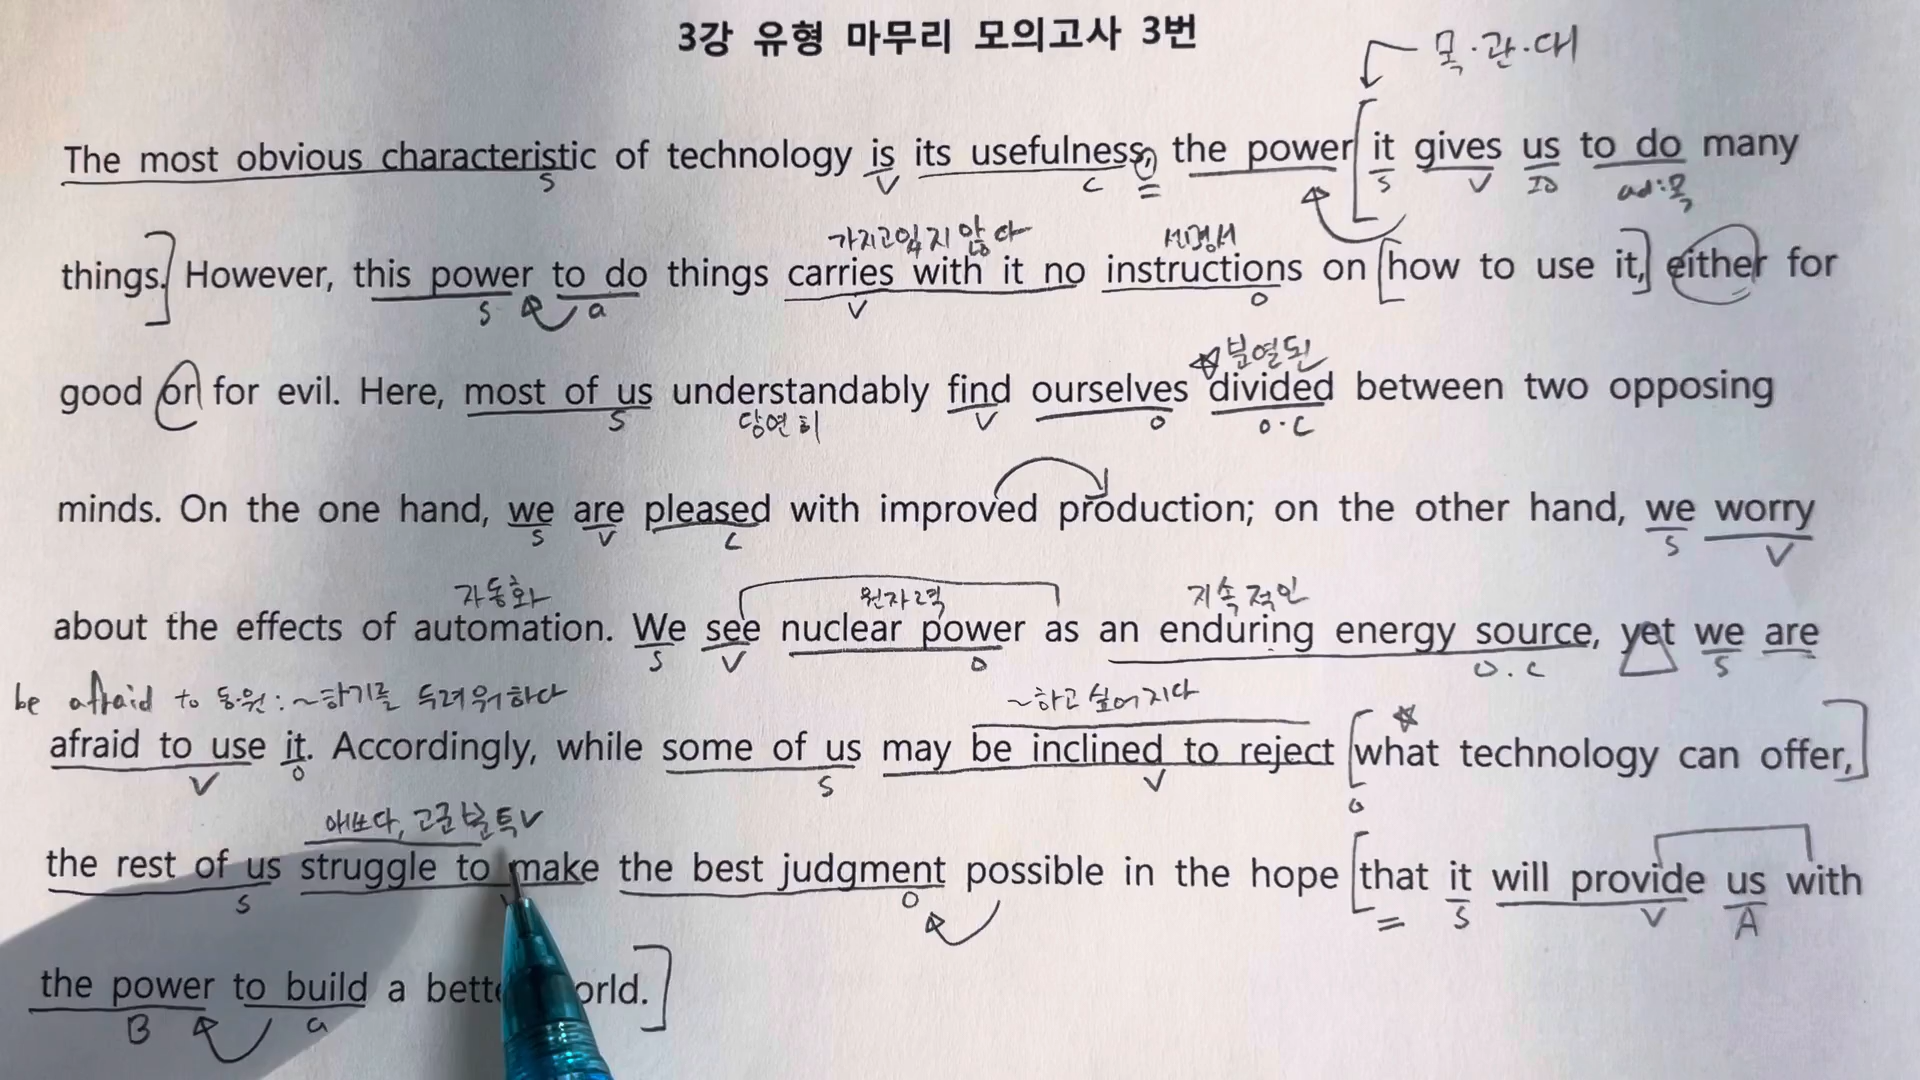 3강 유형 마무리 모의고사 3번
목·관·대
The most obvious characteristic of technology is its usefulness, the power it gives us to do many
S V C = S V IO ad:목
가지고있지 않다 설명서
things. However, this power to do things carries with it no instructions on how to use it, either for
S a V O
☆분열된
good or for evil. Here, most of us understandably find ourselves divided between two opposing
S 당연히 V O O·C
minds. On the one hand, we are pleased with improved production; on the other hand, we worry
S V C S V
자동화 원자력 지속적인
about the effects of automation. We see nuclear power as an enduring energy source, yet we are
S V O O.C S
be afraid to 동·원: ~하기를 두려워하다 ~하고 싶어지다 ☆
afraid to use it. Accordingly, while some of us may be inclined to reject what technology can offer,
V O S V O
애쓰다, 고군분투V
the rest of us struggle to make the best judgment possible in the hope that it will provide us with
S O = S V A
the power to build a world.
B a